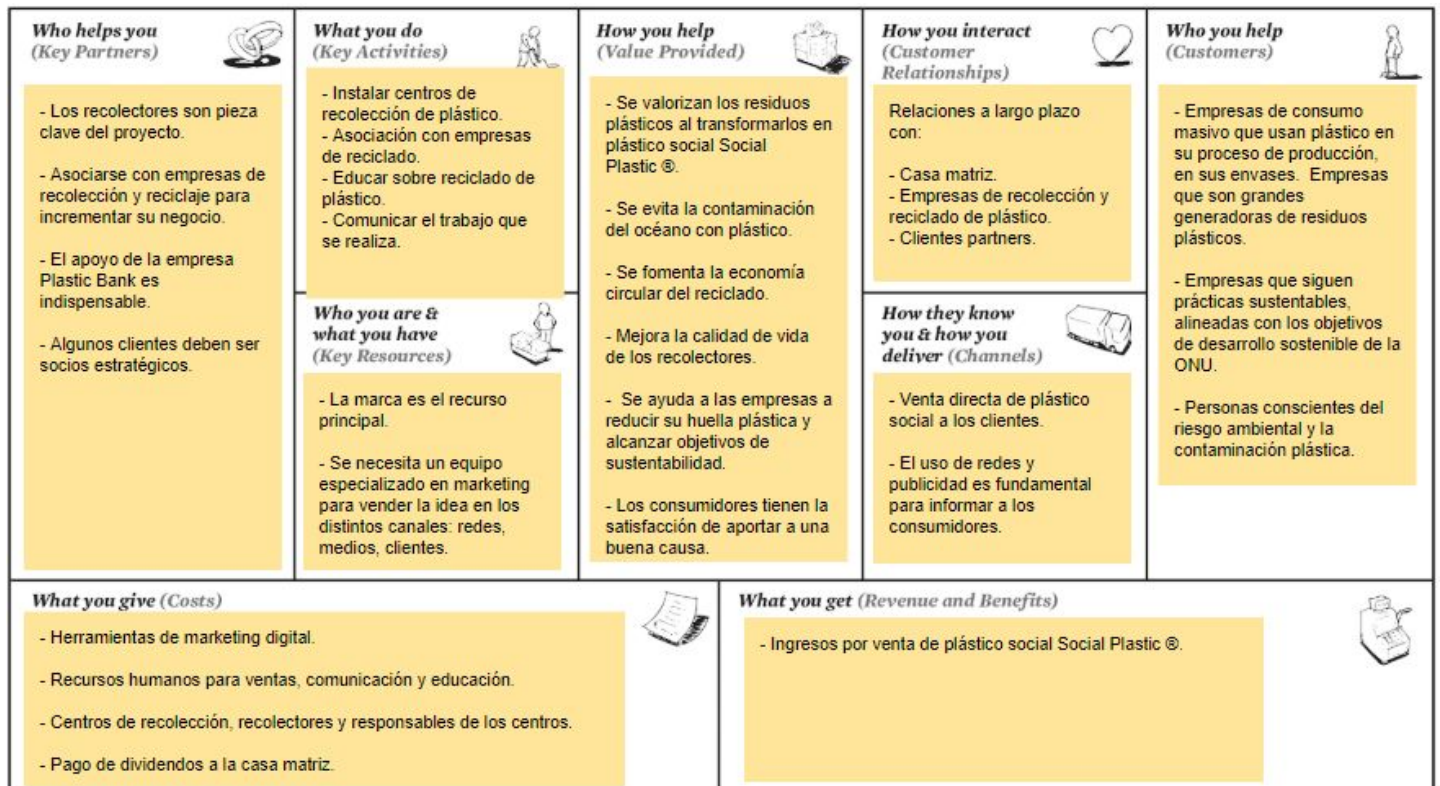 Who helps you
(Key Partners)
- Los recolectores son pieza
clave del proyecto.
- Asociarse con empresas de
recolección y reciclaje para
incrementar su negocio.
- El apoyo de la empresa
Plastic Bank es
indispensable.
- Algunos clientes deben ser
socios estratégicos.
What you do
(Key Activities)
- Instalar centros de
recolección de plástico.
- Asociación con empresas
de reciclado.
- Educar sobre reciclado de
plástico.
- Comunicar el trabajo que
se realiza.
Who you are &
what you have
(Key Resources)
- La marca es el recurso
principal.
- Se necesita un equipo
especializado en marketing
para vender la idea en los
distintos canales: redes,
medios, clientes.
How you help
(Value Provided)
- Se valorizan los residuos
plásticos al transformarlos en
plástico social Social
Plastic ®.
- Se evita la contaminación
del océano con plástico.
- Se fomenta la economía
circular del reciclado.
- Mejora la calidad de vida
de los recolectores.
- Se ayuda a las empresas a
reducir su huella plástica y
alcanzar objetivos de
sustentabilidad.
- Los consumidores tienen la
satisfacción de aportar a una
buena causa.
How you interact
(Customer
Relationships)
Relaciones a largo plazo
con:
- Casa matriz.
- Empresas de recolección y
reciclado de plástico.
- Clientes partners.
How they know
you & how you
deliver (Channels)
- Venta directa de plástico
social a los clientes.
- El uso de redes y
publicidad es fundamental
para informar a los
consumidores.
Who you help
(Customers)
- Empresas de consumo
masivo que usan plástico en
su proceso de producción,
en sus envases. Empresas
que son grandes
generadoras de residuos
plásticos.
- Empresas que siguen
prácticas sustentables,
alineadas con los objetivos
de desarrollo sostenible de la
ONU.
- Personas conscientes del
riesgo ambiental y la
contaminación plástica.
What you give (Costs)
- Herramientas de marketing digital.
- Recursos humanos para ventas, comunicación y educación.
- Centros de recolección, recolectores y responsables de los centros.
- Pago de dividendos a la casa matriz.
What you get (Revenue and Benefits)
- Ingresos por venta de plástico social Social Plastic ®.